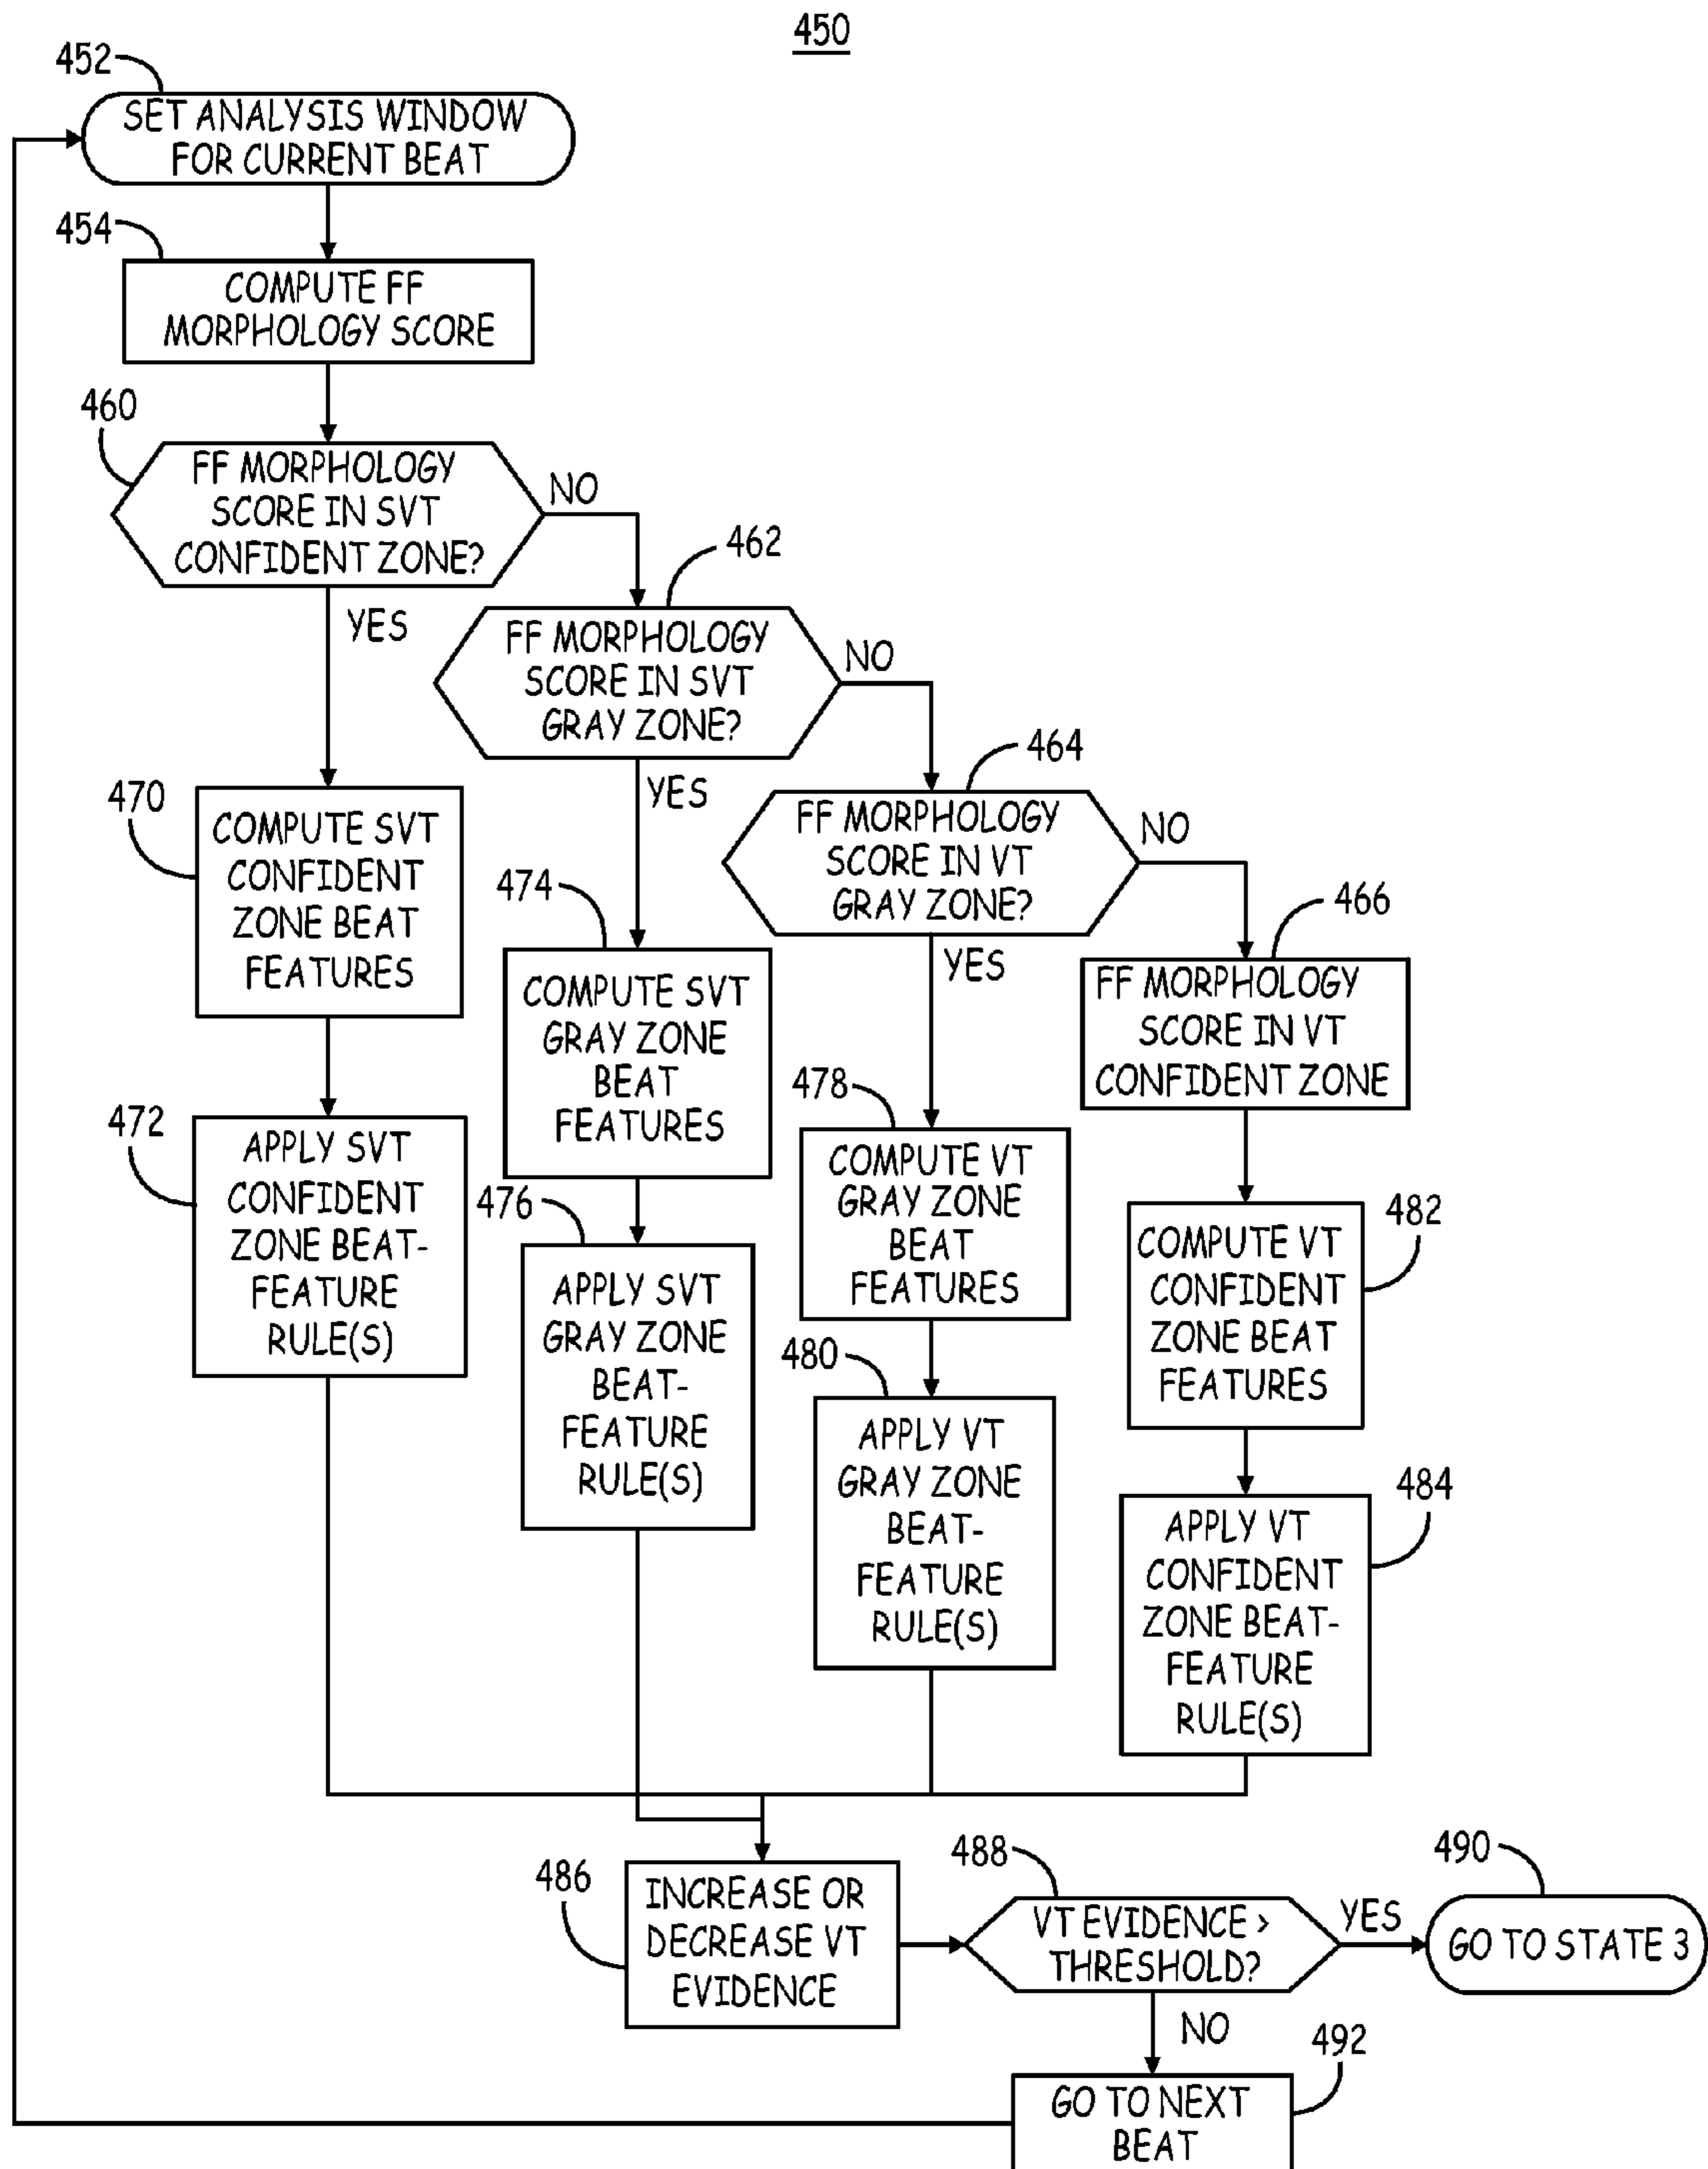 450
452
SET ANALYSIS WINDOW
FOR CURRENT BEAT
454
COMPUTE FF
MORPHOLOGY SCORE
460
FF MORPHOLOGY
SCORE IN SVT
CONFIDENT ZONE?
NO
YES
462
FF MORPHOLOGY
SCORE IN SVT
GRAY ZONE?
NO
YES
464
FF MORPHOLOGY
SCORE IN VT
GRAY ZONE?
NO
YES
466
FF MORPHOLOGY
SCORE IN VT
CONFIDENT ZONE
470
COMPUTE SVT
CONFIDENT
ZONE BEAT
FEATURES
472
APPLY SVT
CONFIDENT
ZONE BEAT-
FEATURE
RULE(S)
474
COMPUTE SVT
GRAY ZONE
BEAT
FEATURES
476
APPLY SVT
GRAY ZONE
BEAT-
FEATURE
RULE(S)
478
COMPUTE VT
GRAY ZONE
BEAT
FEATURES
480
APPLY VT
GRAY ZONE
BEAT-
FEATURE
RULE(S)
482
COMPUTE VT
CONFIDENT
ZONE BEAT
FEATURES
484
APPLY VT
CONFIDENT
ZONE BEAT-
FEATURE
RULE(S)
486
INCREASE OR
DECREASE VT
EVIDENCE
488
VT EVIDENCE >
THRESHOLD?
YES
NO
490
GO TO STATE 3
492
GO TO NEXT
BEAT